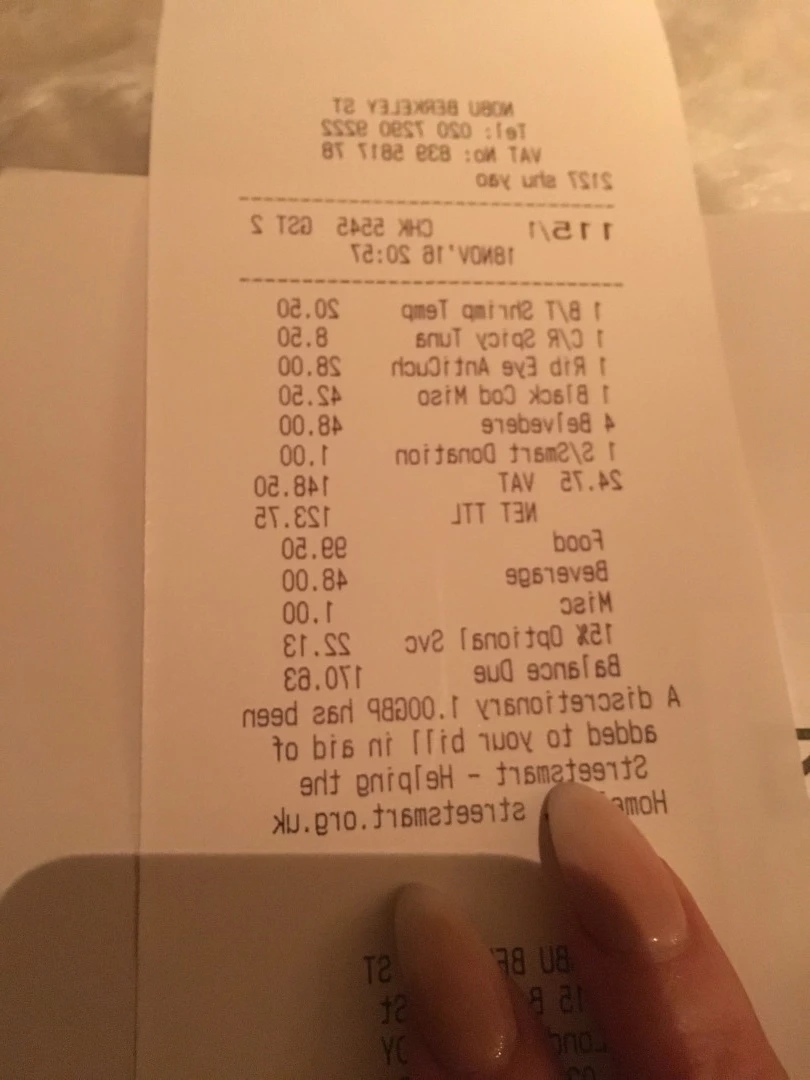 NOBU BERKELEY ST
Tel: 020 7290 9222
VAT No: 839 5817 78
2127 shu yao
115/1 CHK 5545 GST 2
18NOV'16 20:57
1 B/T Shrimp Temp 20.50
1 C/R Spicy Tuna 8.50
1 Rib Eye AntiCuch 28.00
1 Black Cod Miso 42.50
4 Belvedere 48.00
1 S/Smart Donation 1.00
24.75 VAT 148.50
NET TTL 123.75
Food 99.50
Beverage 48.00
Misc 1.00
15% Optional Svc 22.13
Balance Due 170.63
A discretionary 1.00GBP has been
added to your bill in aid of
Streetsmart - Helping the
streetsmart.org.uk
ST
15 St